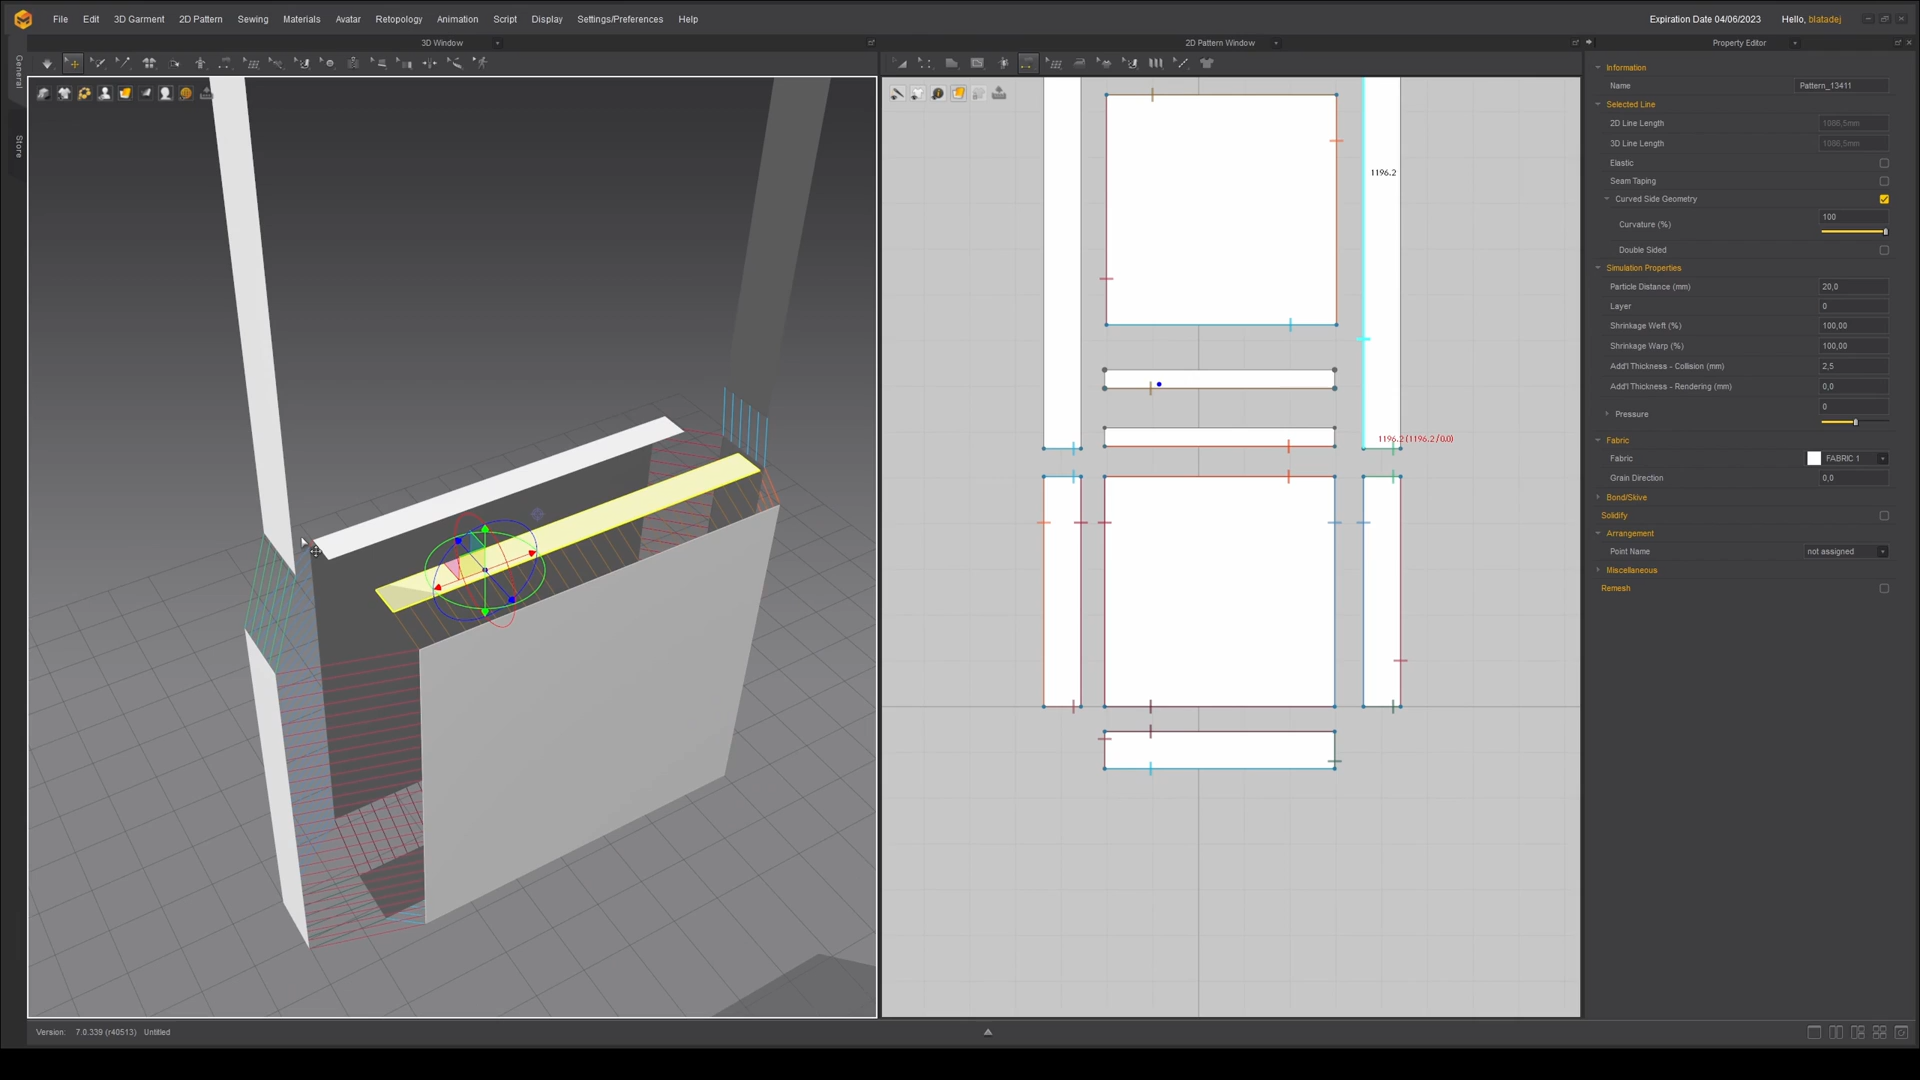 File Edit 3D Garment 2D Pattern Sewing Materials Avatar Retopology Animation Script Display Settings/Preferences Help Expiration Date 04/06/2023 Hello, blatadej
3D Window 2D Pattern Window Property Editor
General
Store
Information
Name Pattern_13411
Selected Line
2D Line Length 1086,5mm
3D Line Length 1086,5mm
Elastic
Seam Taping
Curved Side Geometry
100
Curvature (%)
Double Sided
Simulation Properties
Particle Distance (mm) 20,0
Layer 0
Shrinkage Weft (%) 100,00
Shrinkage Warp (%) 100,00
Add'l Thickness - Collision (mm) 2,5
Add'l Thickness - Rendering (mm) 0,0
0
Pressure
Fabric
Fabric FABRIC 1
Grain Direction 0,0
Bond/Skive
Solidify
Arrangement
Point Name not assigned
Miscellaneous
Remesh
1196.2
1196.2 (1196.2/0.0)
Version: 7.0.339 (r40513) Untitled